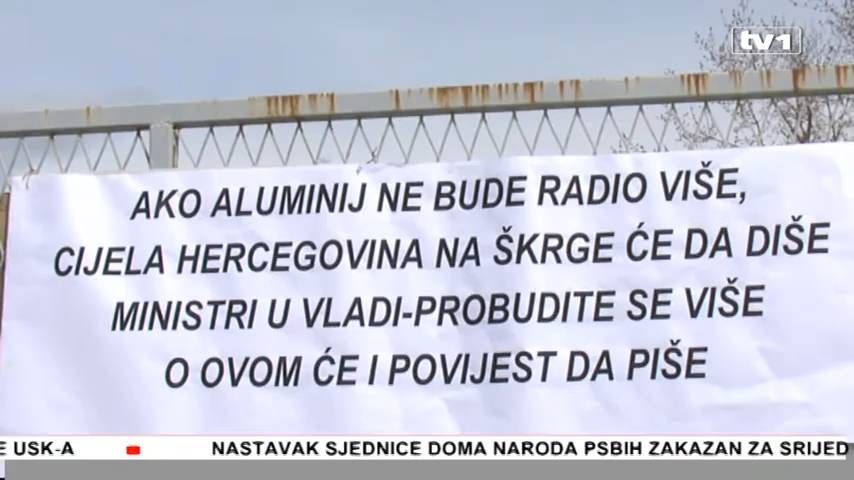 tv1
AKO ALUMINIJ NE BUDE RADIO VIŠE,
CIJELA HERCEGOVINA NA ŠKRGE ĆE DA DIŠE
MINISTRI U VLADI-PROBUDITE SE VIŠE
O OVOM ĆE I POVIJEST DA PIŠE
E USK-A NASTAVAK SJEDNICE DOMA NARODA PSBIH ZAKAZAN ZA SRIJED